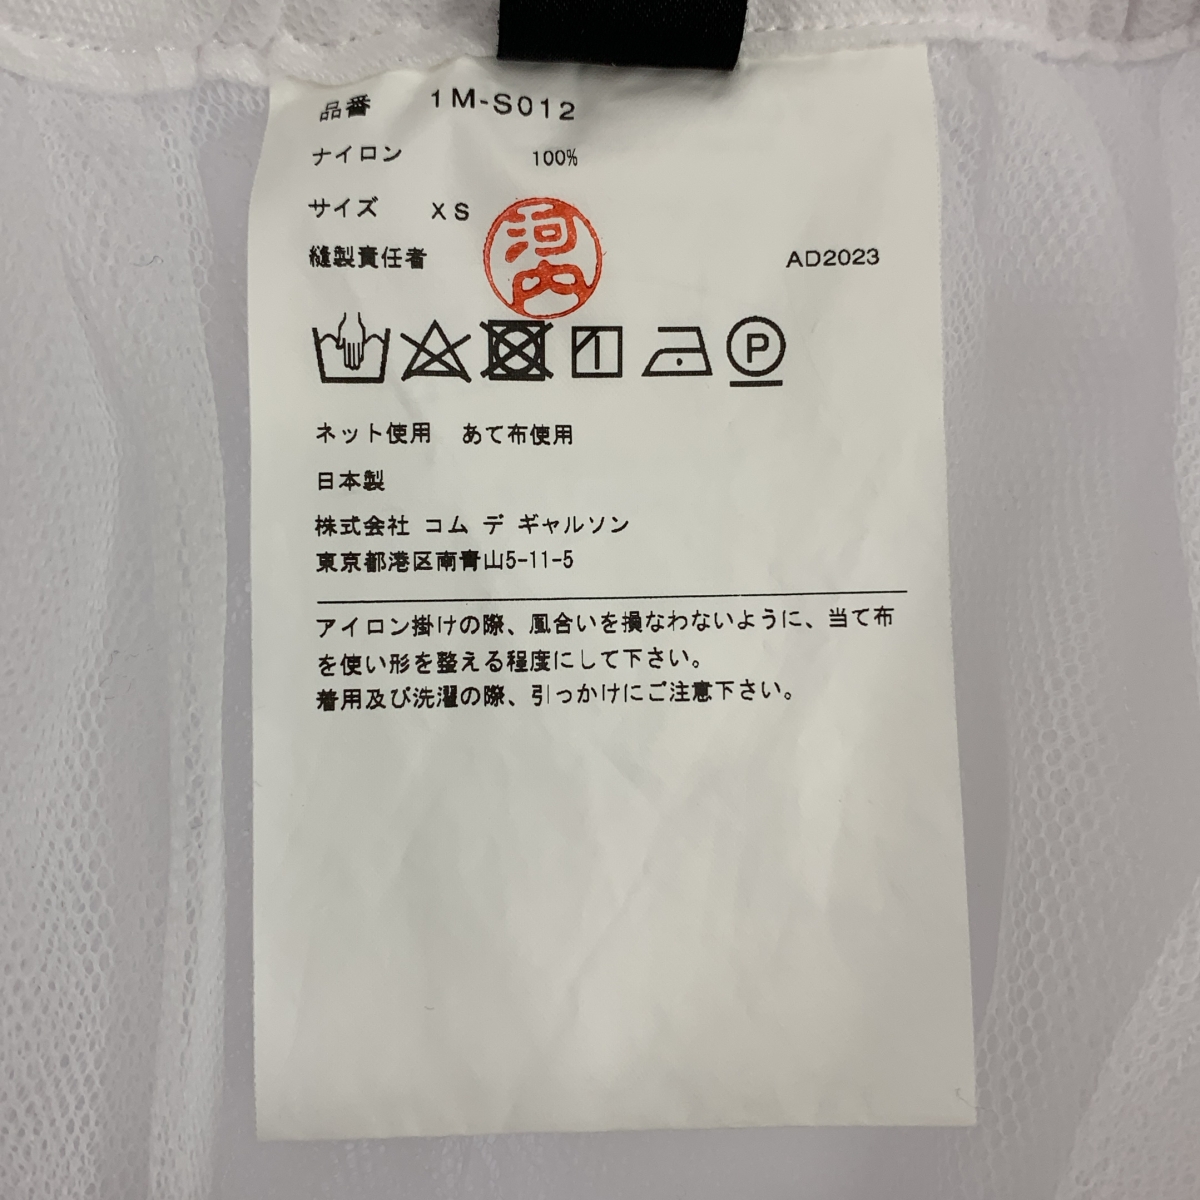 品番 1M-S012
ナイロン 100%
サイズ XS
縫製責任者 河内 AD2023
P
ネット使用 あて布使用
日本製
株式会社 コム デ ギャルソン
東京都港区南青山5-11-5
アイロン掛けの際、風合いを損なわないように、当て布
を使い形を整える程度にして下さい。
着用及び洗濯の際、引っかけにご注意下さい。